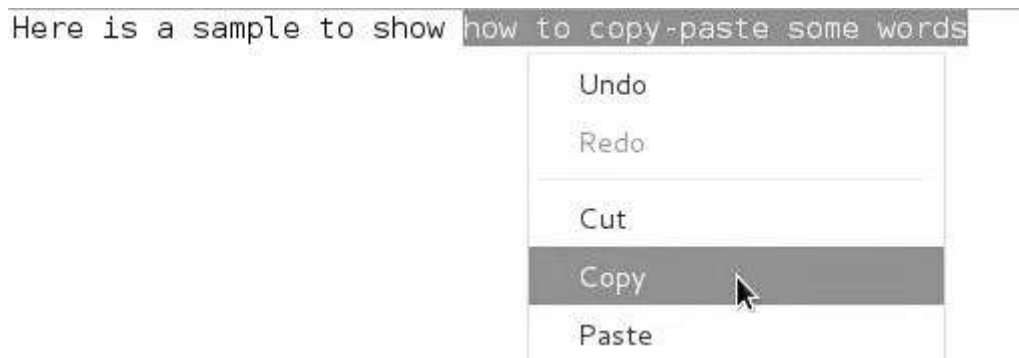 Here is a sample to show how to copy-paste some words
Undo
Redo
Cut
Copy
Paste